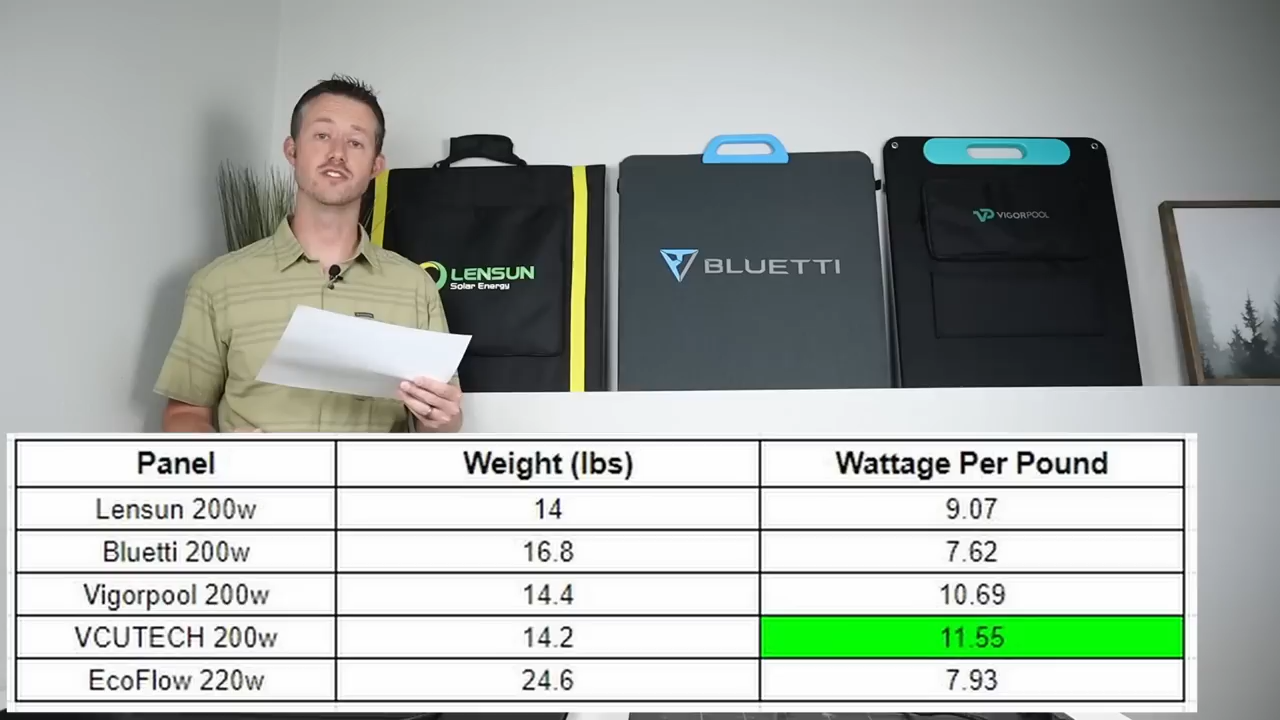 LENSUN
Solar Energy
BLUETTI
VIGORPOOL
Panel Weight (lbs) Wattage Per Pound
Lensun 200w 14 9.07
Bluetti 200w 16.8 7.62
Vigorpool 200w 14.4 10.69
VCUTECH 200w 14.2 11.55
EcoFlow 220w 24.6 7.93